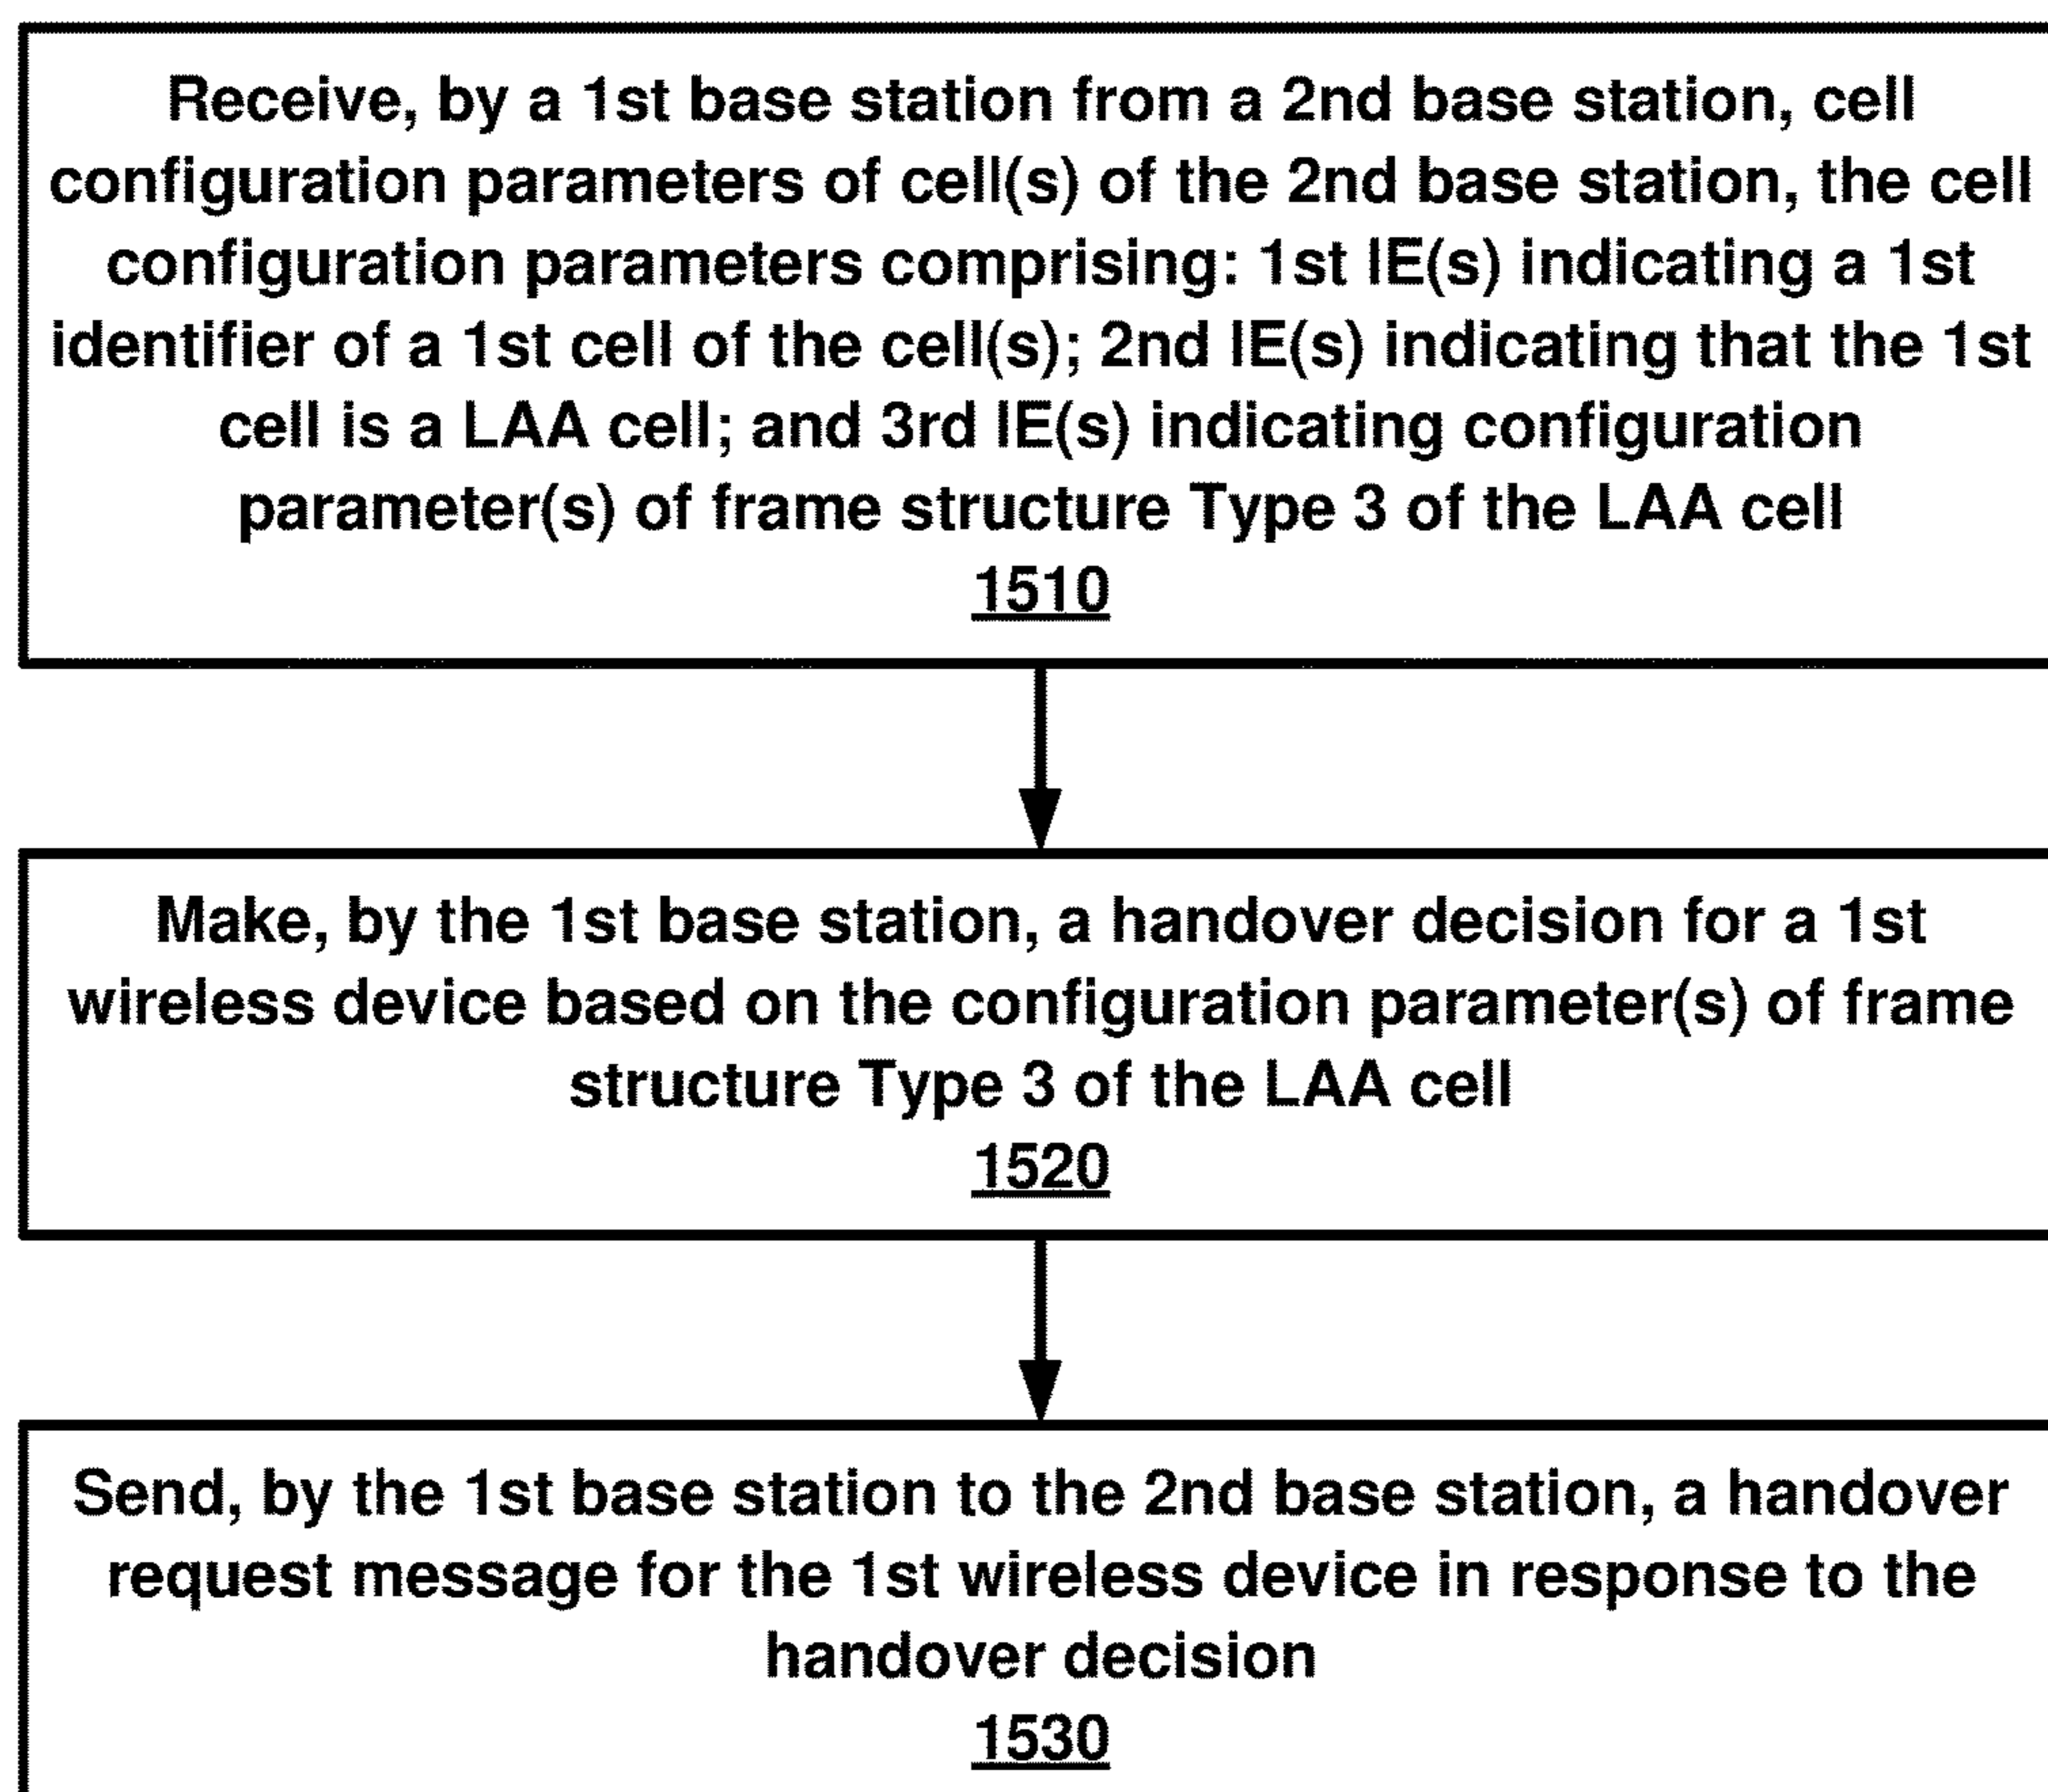 Receive, by a 1st base station from a 2nd base station, cell
configuration parameters of cell(s) of the 2nd base station, the cell
configuration parameters comprising: 1st IE(s) indicating a 1st
identifier of a 1st cell of the cell(s); 2nd IE(s) indicating that the 1st
cell is a LAA cell; and 3rd IE(s) indicating configuration
parameter(s) of frame structure Type 3 of the LAA cell
1510
Make, by the 1st base station, a handover decision for a 1st
wireless device based on the configuration parameter(s) of frame
structure Type 3 of the LAA cell
1520
Send, by the 1st base station to the 2nd base station, a handover
request message for the 1st wireless device in response to the
handover decision
1530